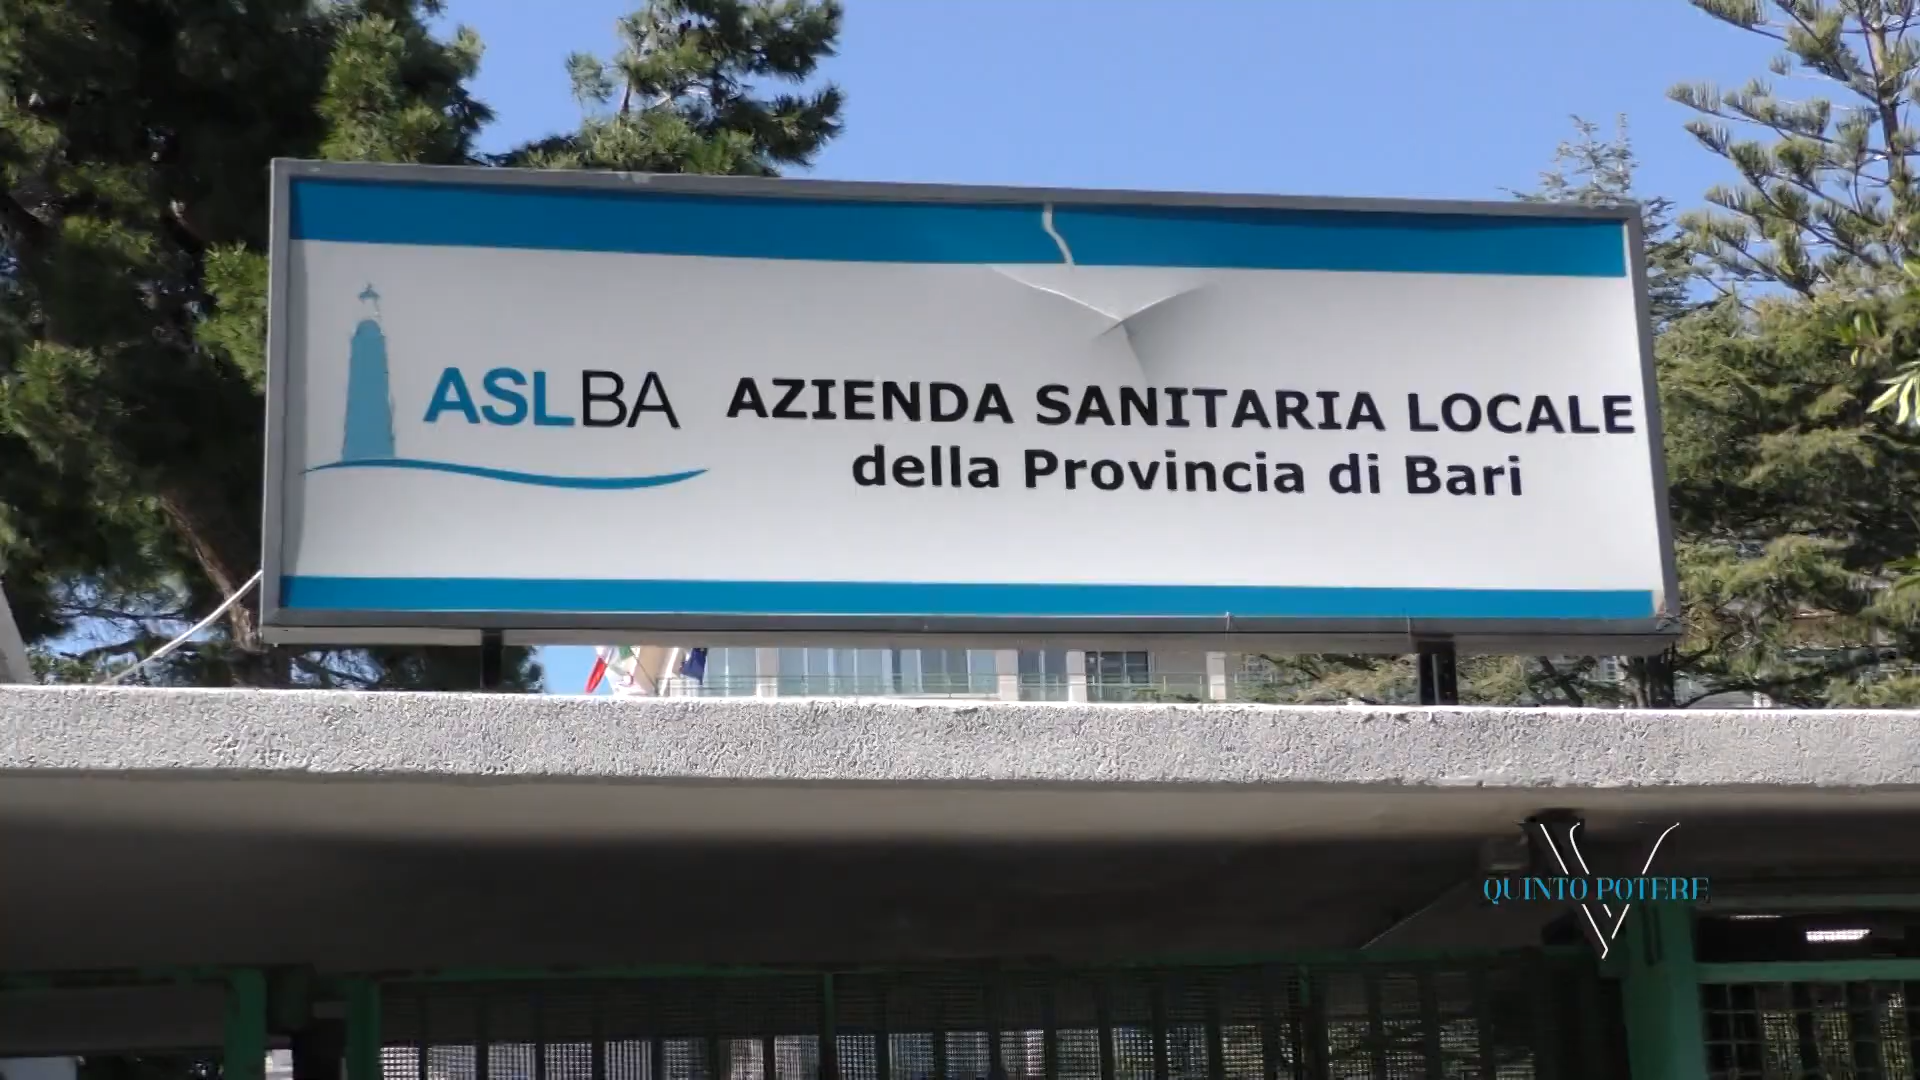 ASLBA
AZIENDA SANITARIA LOCALE
della Provincia di Bari
QUINTO POTERE